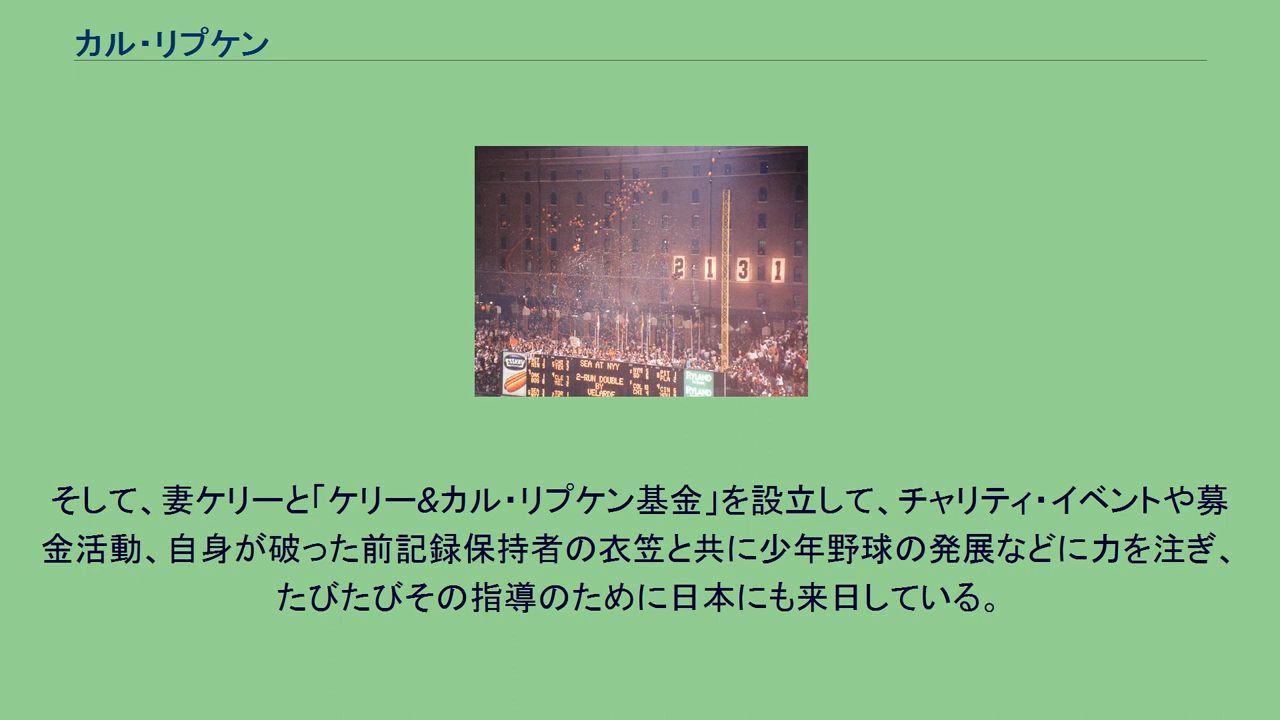 カル・リプケン
2131
SEA AT NYY
2-RUN DOUBLE
BY
VELARDE
RYLAND
RYLAND
そして、妻ケリーと「ケリー&カル・リプケン基金」を設立して、チャリティ・イベントや募
金活動、自身が破った前記録保持者の衣笠と共に少年野球の発展などに力を注ぎ、
たびたびその指導のために日本にも来日している。